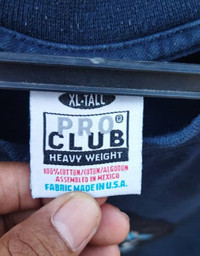 XL-TALL
PRO®
CLUB
HEAVY WEIGHT
100%COTTON/COTON/ALGODON
ASSEMBLED IN MEXICO
FABRIC MADE IN U.S.A.